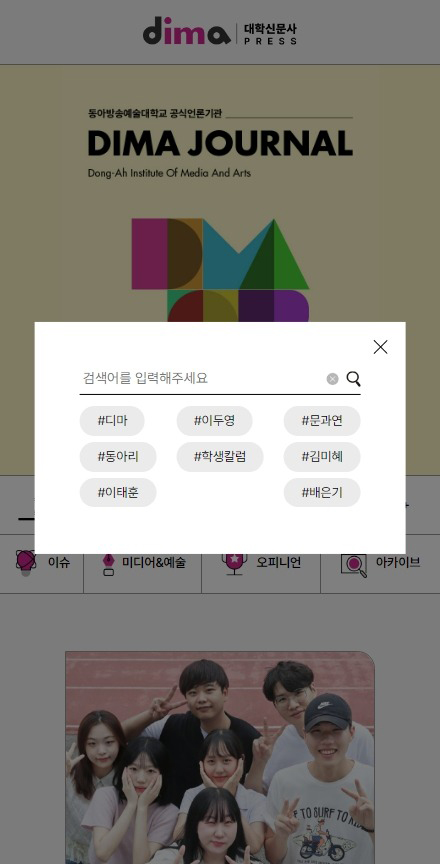 dima 대학신문사
PRESS
동아방송예술대학교 공식언론기관
DIMA JOURNAL
Dong-Ah Institute Of Media And Arts
검색어를 입력해주세요
#디마 #이두영 #문과연
#동아리 #학생칼럼 #김미혜
#이태훈 #배은기
이슈 미디어&예술 오피니언 아카이브